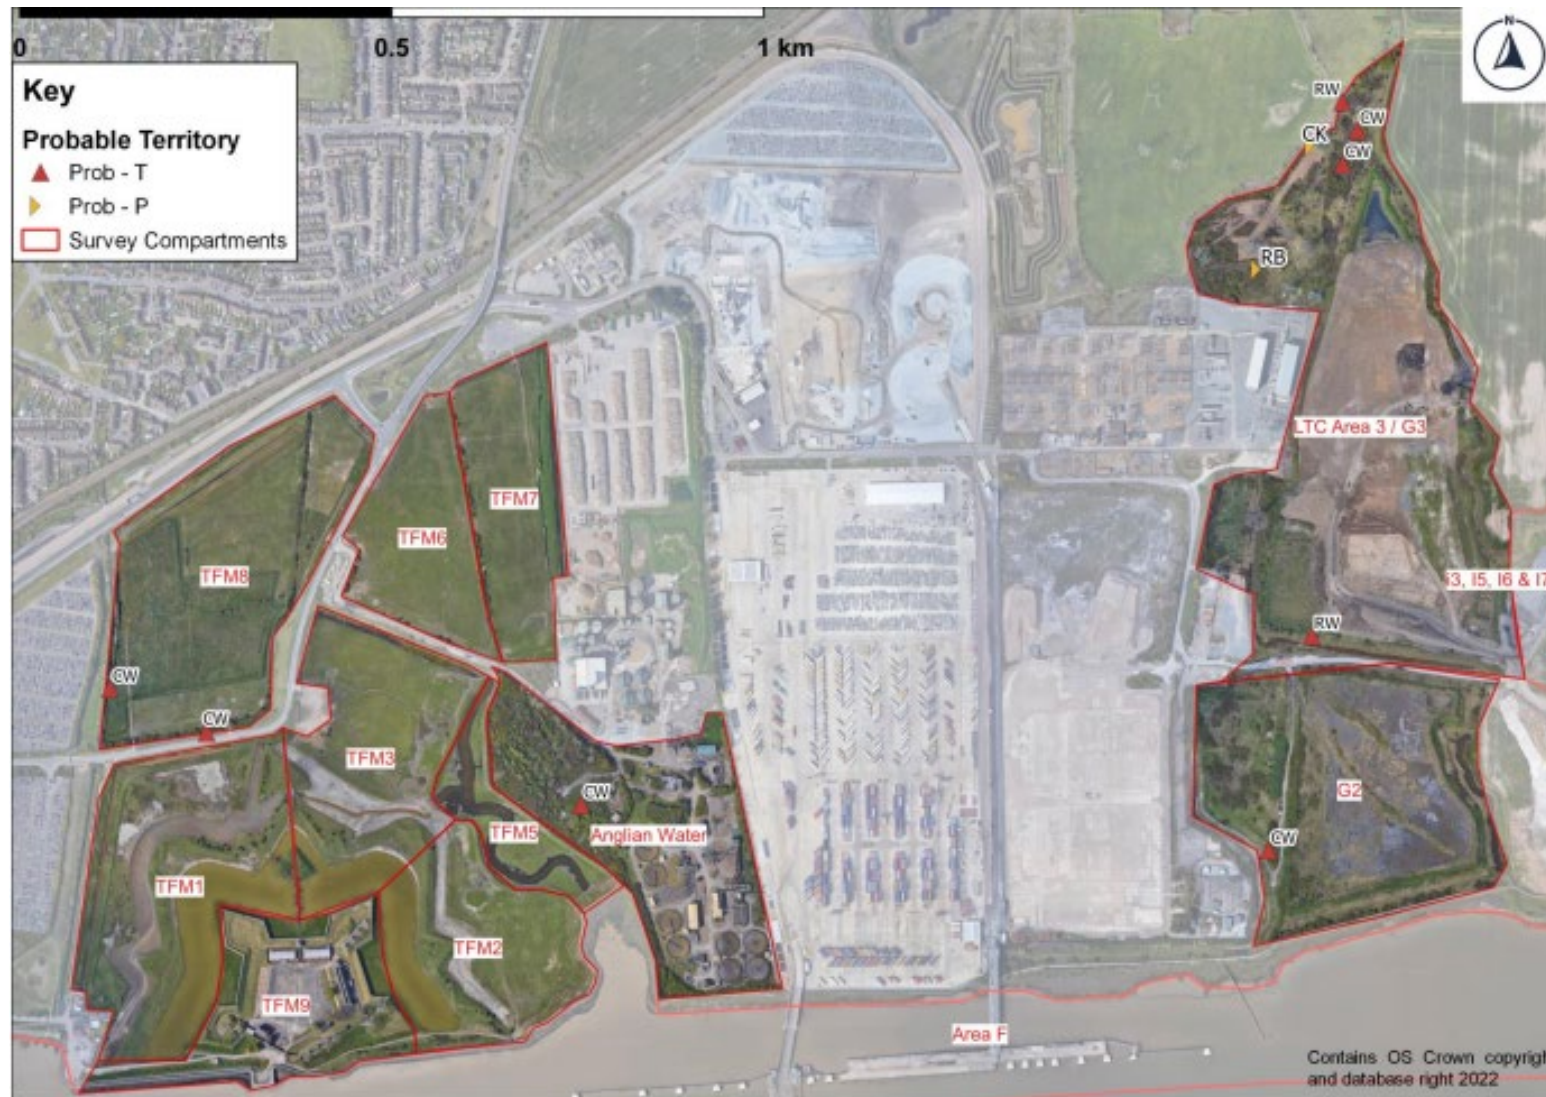 0 0.5 1 km
N
Key
Probable Territory
Prob - T
Prob - P
Survey Compartments
RW
CW
CK
CW
RB
LTC Area 3 / G3
TFM7
TFM6
TFM8
i3, I5, I6 & I7
RW
CW
CW
TFM3
G2
CW
Anglian Water
TFM5
CW
TFM1
TFM2
TFM9
Area F
Contains OS Crown copyrigh
and database right 2022